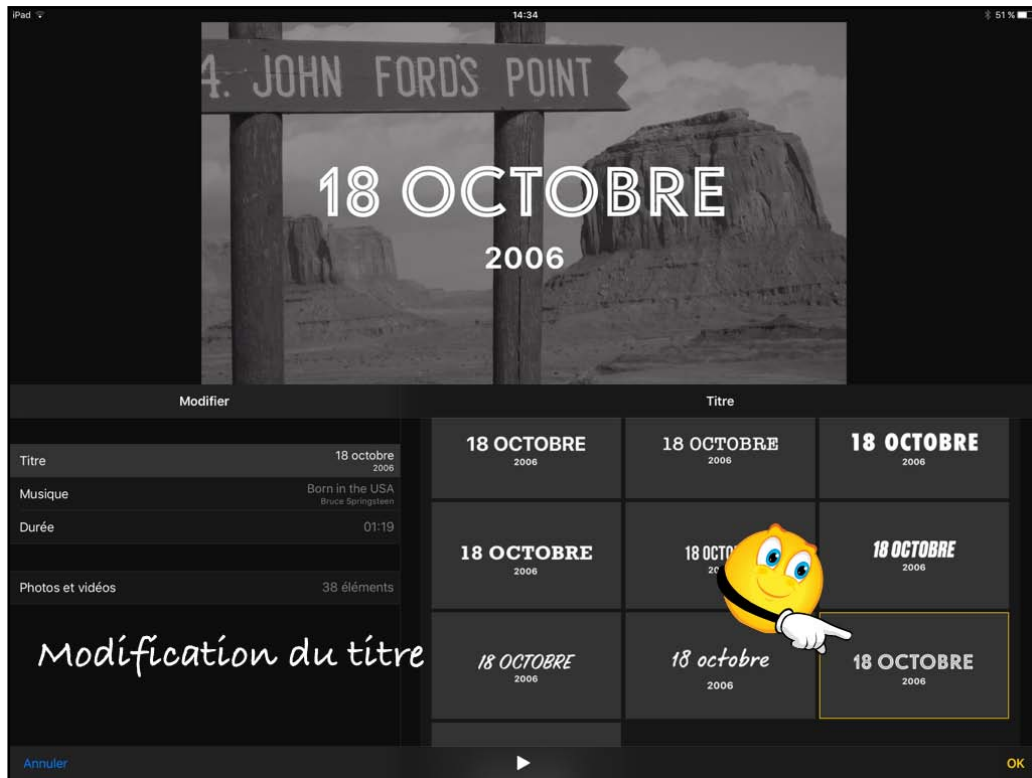 iPad 14:34 51 %
4. JOHN FORD'S POINT
18 OCTOBRE
2006
Modifier
Titre
Titre 18 octobre
2006
Musique Born in the USA
Bruce Springsteen
Durée 01:19
Photos et vidéos 38 éléments
Modification du titre
18 OCTOBRE 18 OCTOBRE 18 OCTOBRE
2006 2006 2006
18 OCTOBRE 18 OCTO 18 OCTOBRE
2006 20 2006
18 OCTOBRE 18 octobre 18 OCTOBRE
2006 2006 2006
Annuler OK